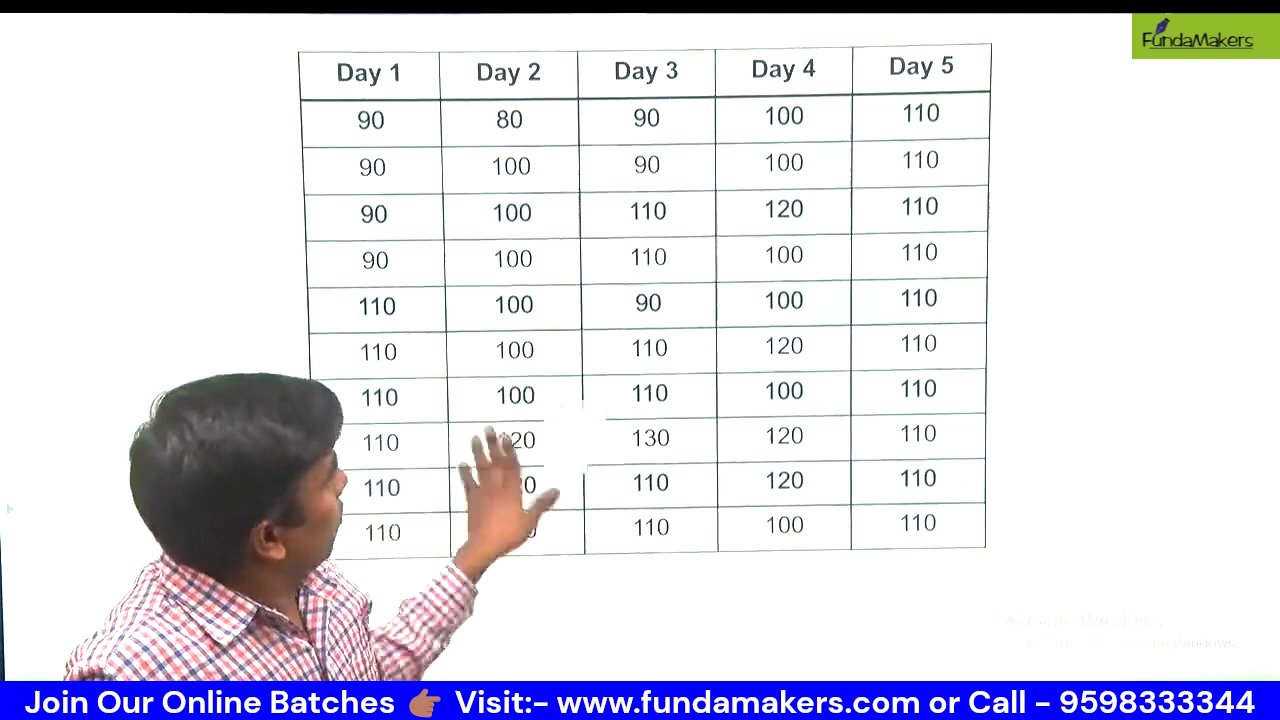 FundaMakers
Day 1 Day 2 Day 3 Day 4 Day 5
90 80 90 100 110
90 100 90 100 110
90 100 110 120 110
90 100 110 100 110
110 100 90 100 110
110 100 110 120 110
110 100 110 100 110
110 130 120 110
110 110 120 110
110 110 100 110
Join Our Online Batches Visit:- www.fundamakers.com or Call - 9598333344